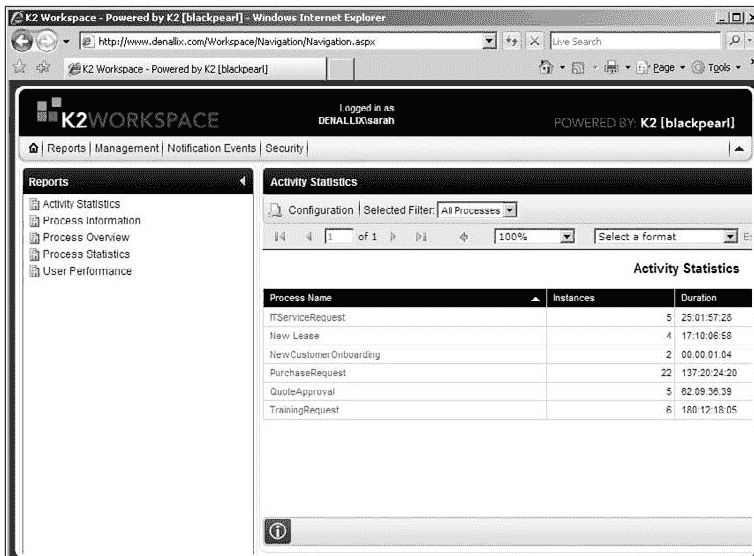 K2 Workspace - Powered by K2 [blackpearl] - Windows Internet Explorer
http://www.denallix.com/Workspace/Navigation/Navigation.aspx
Live Search
K2 Workspace - Powered by K2 [blackpearl]
Page
Tools
K2WORKSPACE
Logged in as
DENALLIX\sarah
POWERED BY: K2 [blackpearl]
Reports | Management | Notification Events | Security |
Reports
Activity Statistics
Process Information
Process Overview
Process Statistics
User Performance
Activity Statistics
Configuration | Selected Filter: All Processes
1 of 1
100%
Select a format
Activity Statistics
Process Name Instances Duration
ITServiceRequest 5 25:01:57:28
New Lease 4 17:10:06:58
NewCustomerOnboarding 2 00.00.01.04
PurchaseRequest 22 137:20:24:20
QuoteApproval 5 62.09.36.39
TrainingRequest 6 180:12:18:05